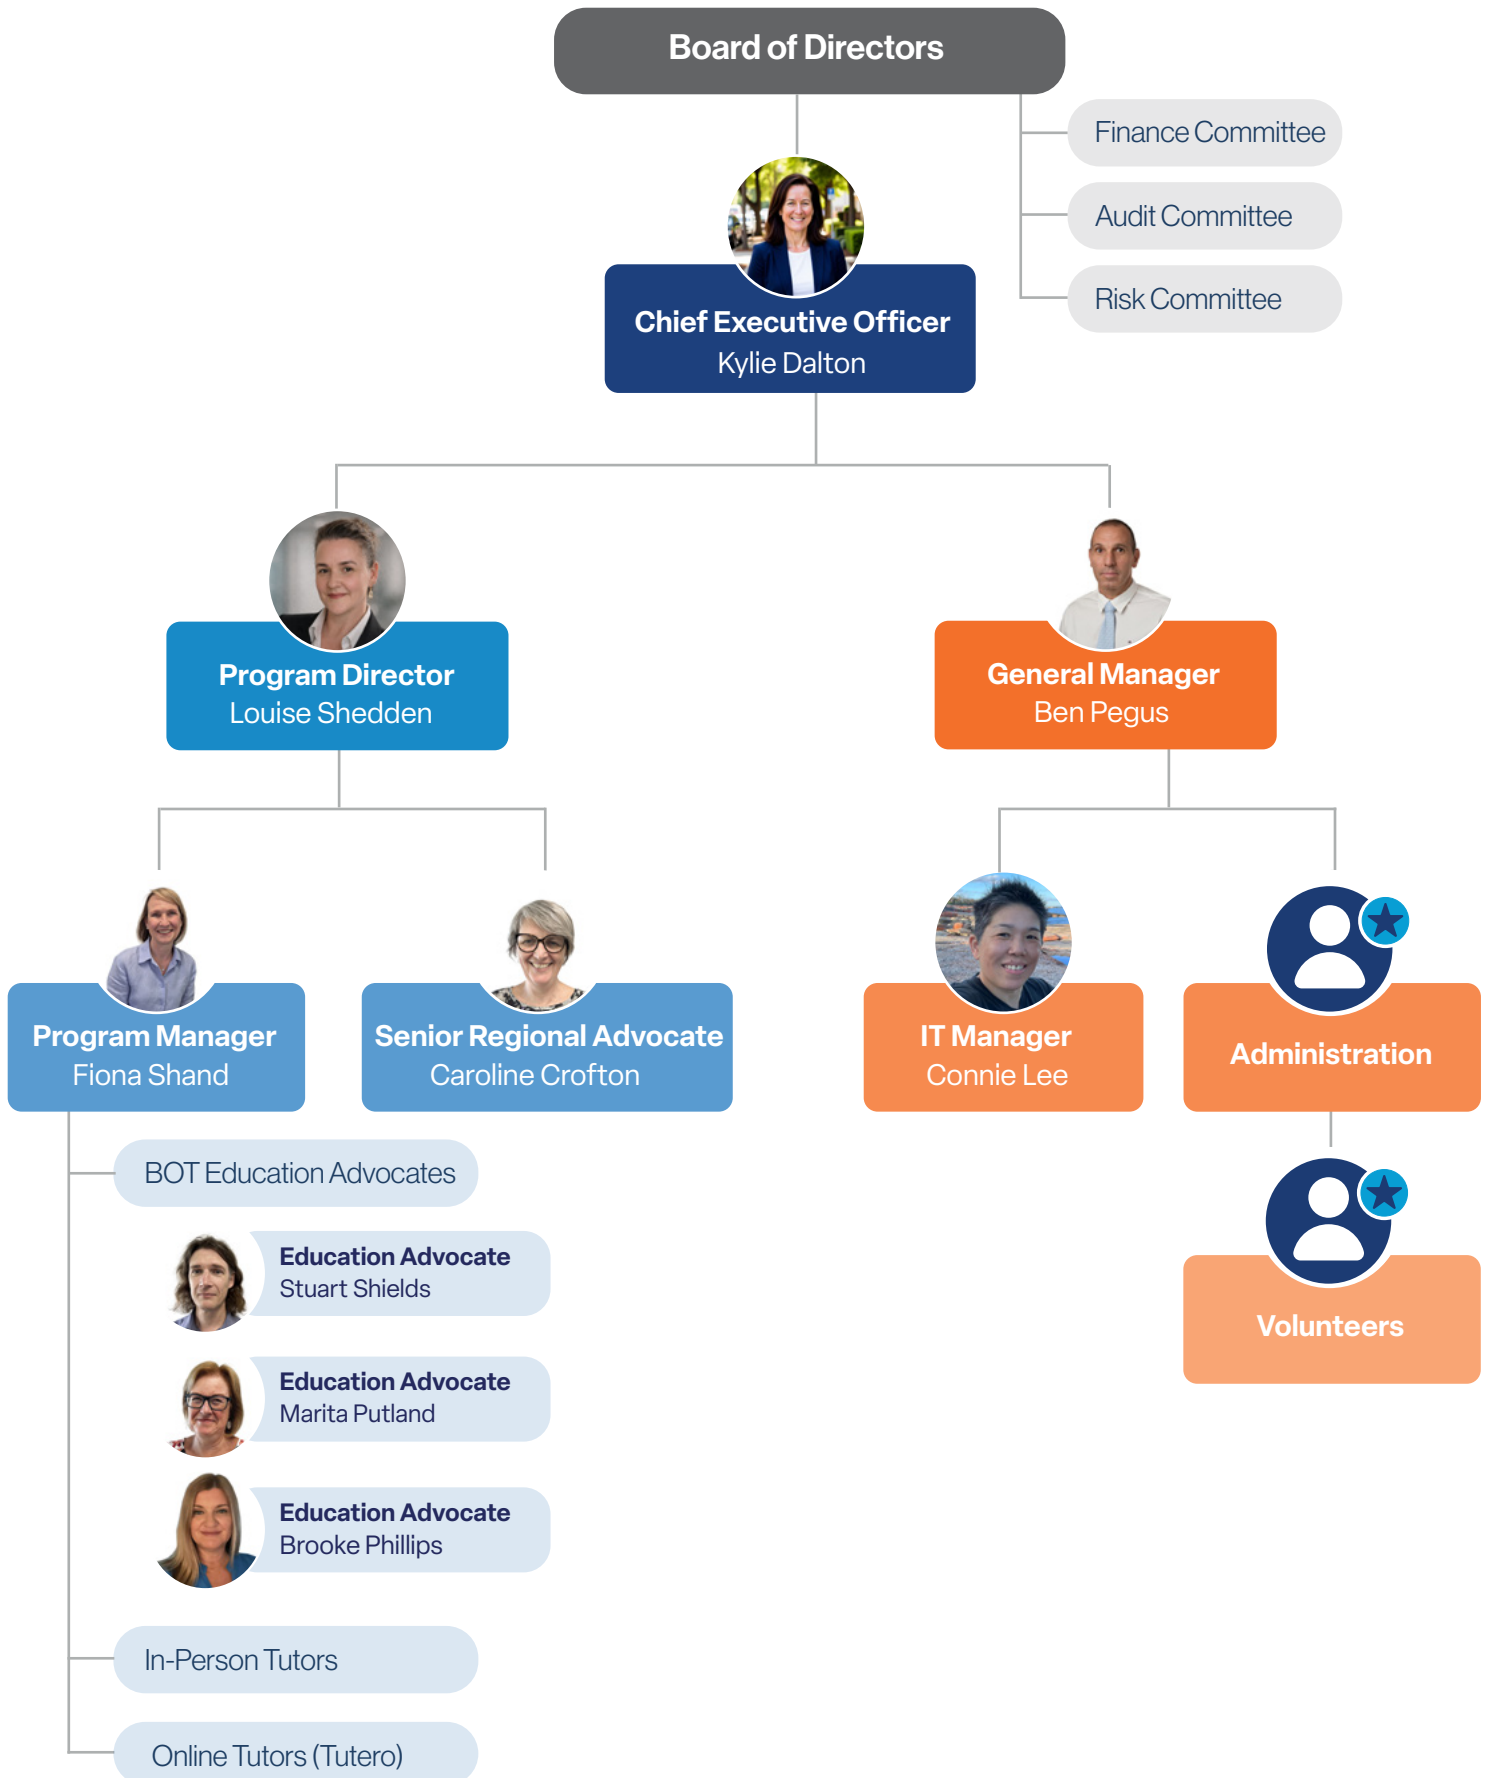 Board of Directors
Finance Committee
Audit Committee
Risk Committee
Chief Executive Officer
Kylie Dalton
Program Director
Louise Shedden
General Manager
Ben Pegus
Program Manager
Fiona Shand
Senior Regional Advocate
Caroline Crofton
IT Manager
Connie Lee
Administration
BOT Education Advocates
Education Advocate
Stuart Shields
Education Advocate
Marita Putland
Education Advocate
Brooke Phillips
In-Person Tutors
Online Tutors (Tutero)
Volunteers